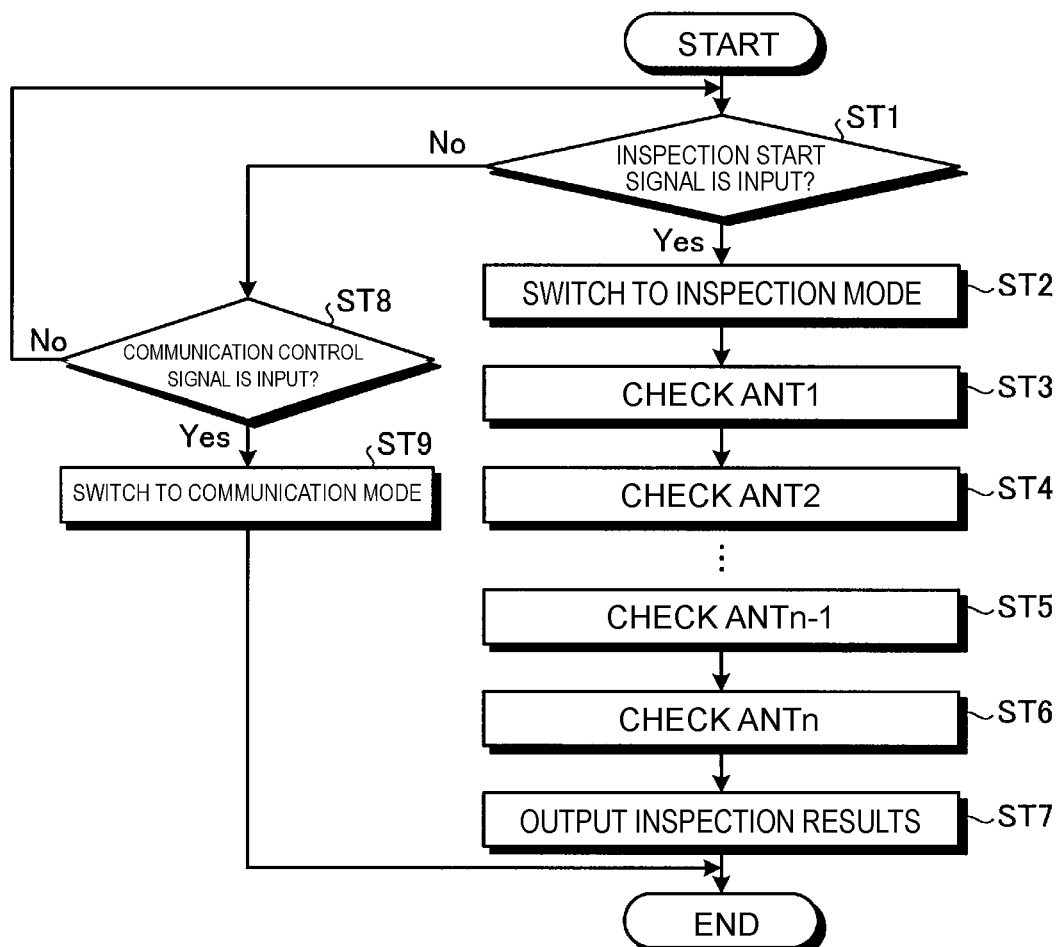 START
ST1
No
INSPECTION START
SIGNAL IS INPUT?
Yes
SWITCH TO INSPECTION MODE
ST2
ST8
No
COMMUNICATION CONTROL
SIGNAL IS INPUT?
CHECK ANT1
ST3
Yes
ST9
SWITCH TO COMMUNICATION MODE
CHECK ANT2
ST4
⋮
CHECK ANTn-1
ST5
CHECK ANTn
ST6
OUTPUT INSPECTION RESULTS
ST7
END